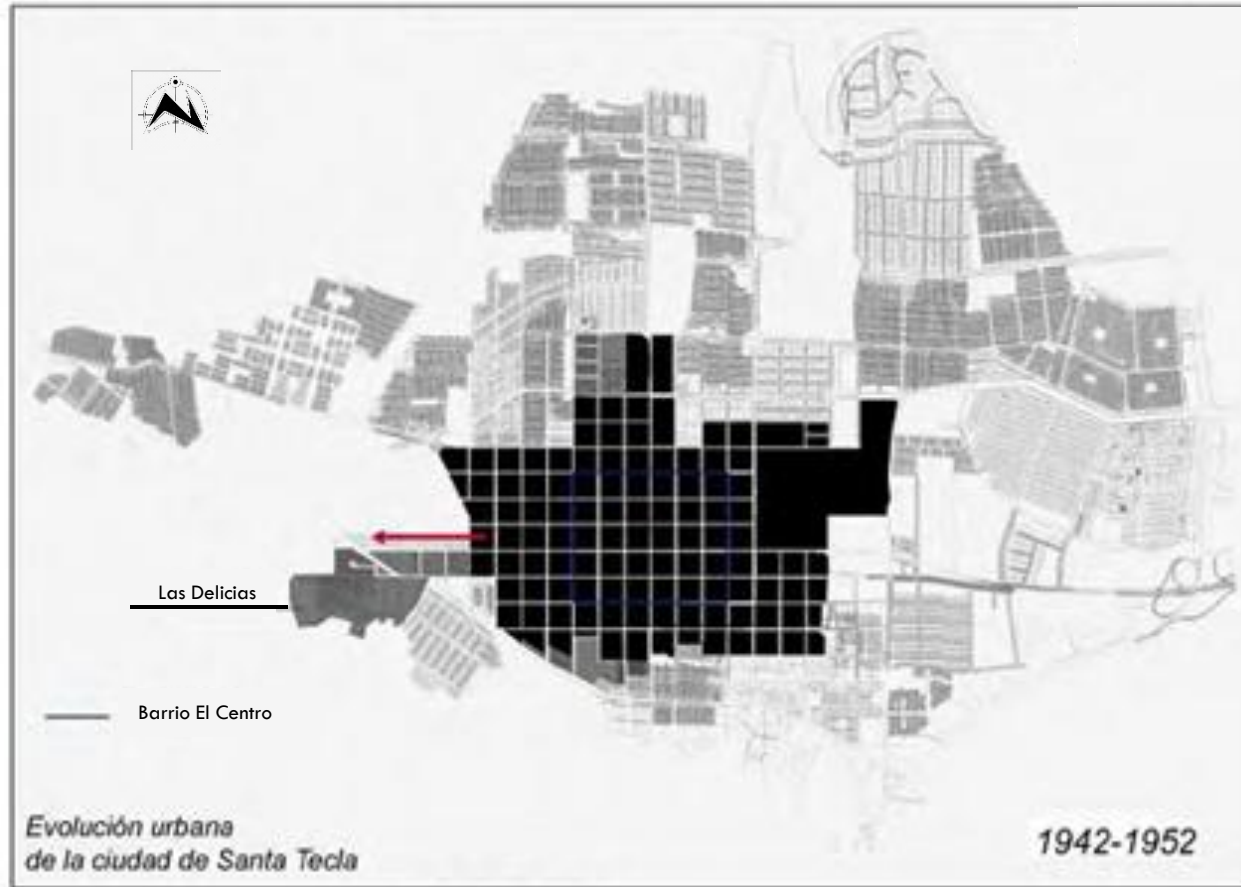 Las Delicias
Barrio El Centro
Evolución urbana
de la ciudad de Santa Tecla
1942-1952